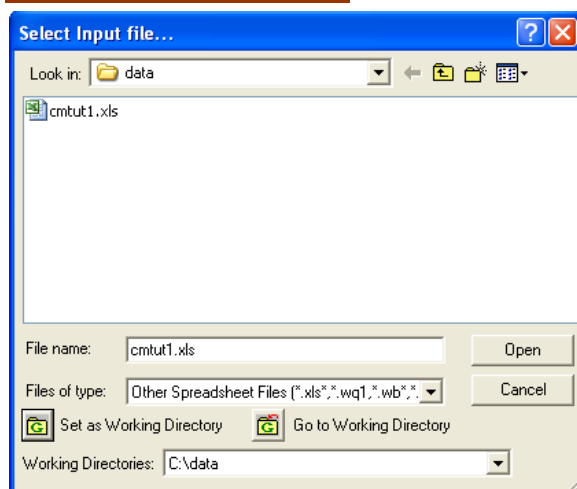 Select Input file...
Look in: data
cmtut1.xls
File name: cmtut1.xls Open
Files of type: Other Spreadsheet Files (*.xls*,*.wq1,*.wb*,*. Cancel
Set as Working Directory Go to Working Directory
Working Directories: C:\data